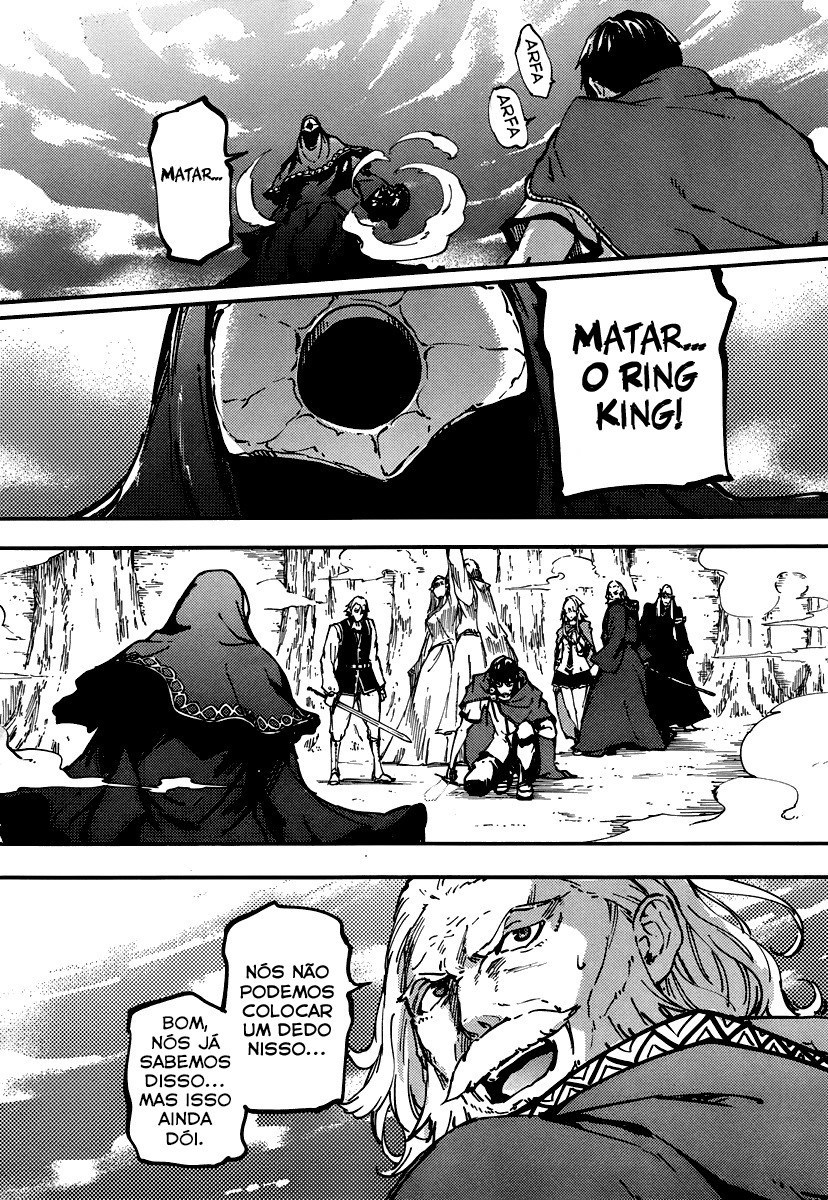 ARFA
ARFA
MATAR...
MATAR...
O RING
KING!
NÓS NÃO
PODEMOS
COLOCAR
UM DEDO
NISSO...
BOM,
NÓS JÁ
SABEMOS
DISSO...
MAS ISSO
AINDA
DÓI.